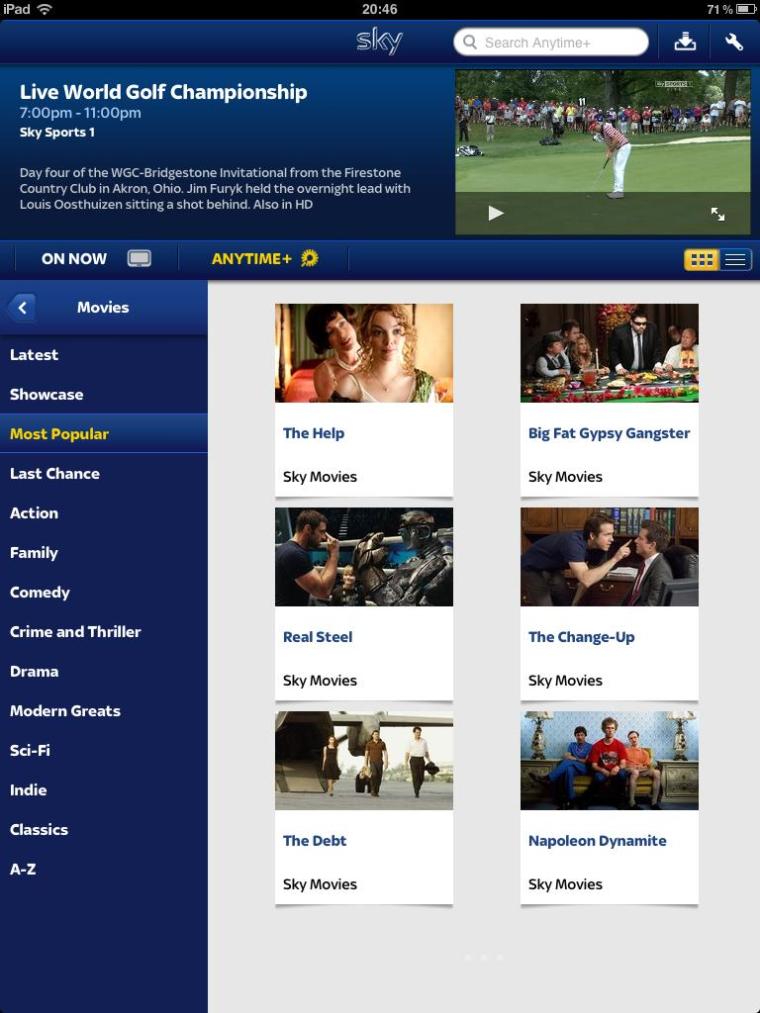 iPad
20:46
71%
sky
Search Anytime+
Live World Golf Championship
7:00pm - 11:00pm
Sky Sports 1
Day four of the WGC-Bridgestone Invitational from the Firestone
Country Club in Akron, Ohio. Jim Furyk held the overnight lead with
Louis Oosthuizen sitting a shot behind. Also in HD
11
ON NOW
ANYTIME+
Movies
Latest
Showcase
Most Popular
Last Chance
Action
Family
Comedy
Crime and Thriller
Drama
Modern Greats
Sci-Fi
Indie
Classics
A-Z
The Help
Sky Movies
Big Fat Gypsy Gangster
Sky Movies
Real Steel
Sky Movies
The Change-Up
Sky Movies
The Debt
Sky Movies
Napoleon Dynamite
Sky Movies